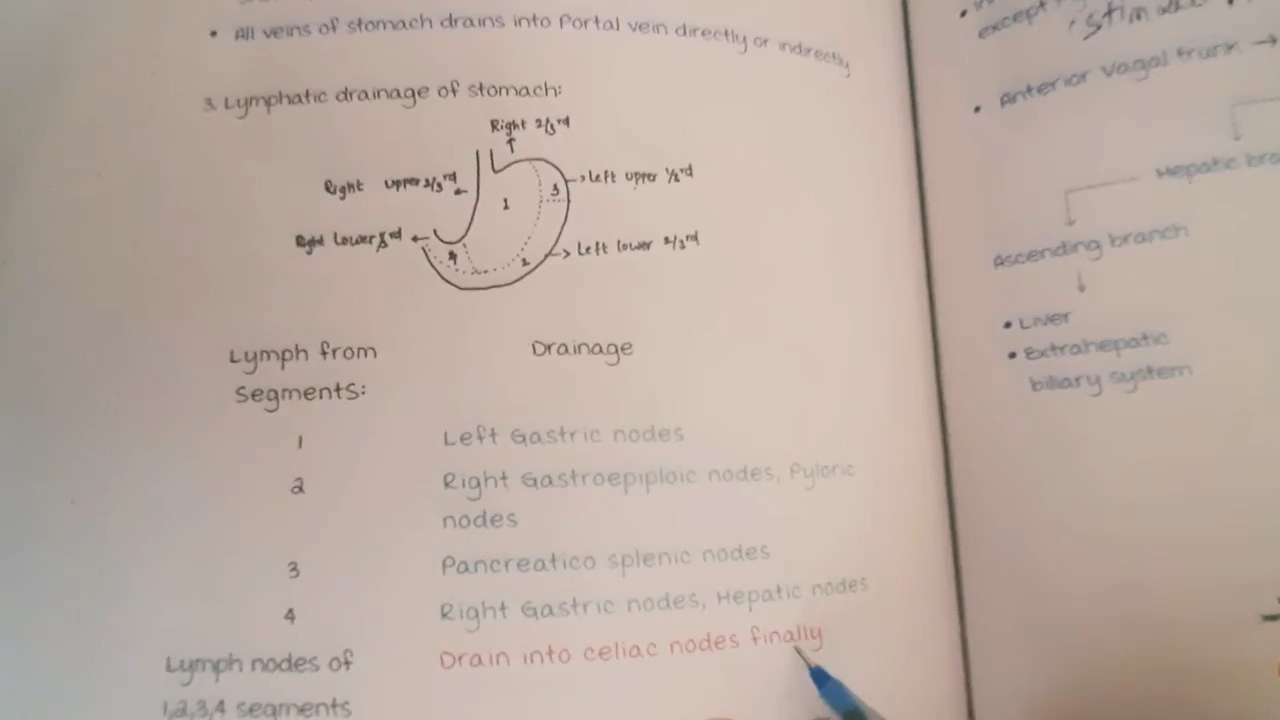 • All veins of stomach drains into Portal vein directly or indirectly
3. Lymphatic drainage of stomach:
Right 2/3rd
Right upper 2/3rd
Left upper 1/2rd
Right Lower rd
Left lower 2/3rd
1
3
2
4
Lymph from Drainage
segments:
1 Left Gastric nodes
2 Right Gastroepiploic nodes, Pyloric
nodes
3 Pancreatico splenic nodes
4 Right Gastric nodes, Hepatic nodes
Lymph nodes of Drain into celiac nodes finally
1,2,3,4 segments
except
• Anterior vagal trunk →
Hepatic bra
Ascending branch
• Liver
• Extrahepatic
biliary system